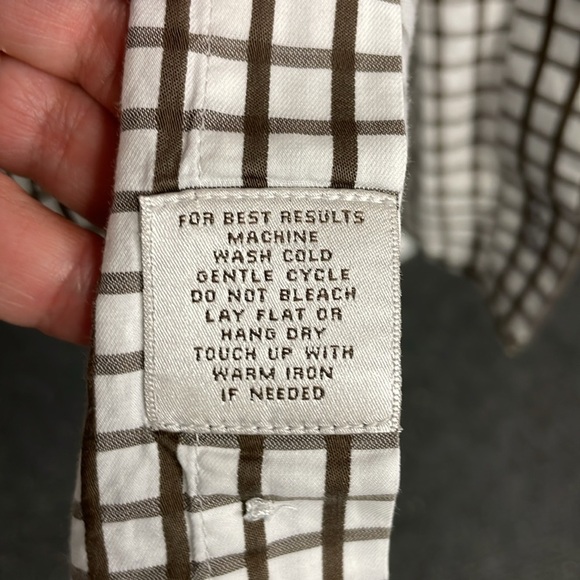 FOR BEST RESULTS
MACHINE
WASH COLD
GENTLE CYCLE
DO NOT BLEACH
LAY FLAT OR
HANG DRY
TOUCH UP WITH
WARM IRON
IF NEEDED